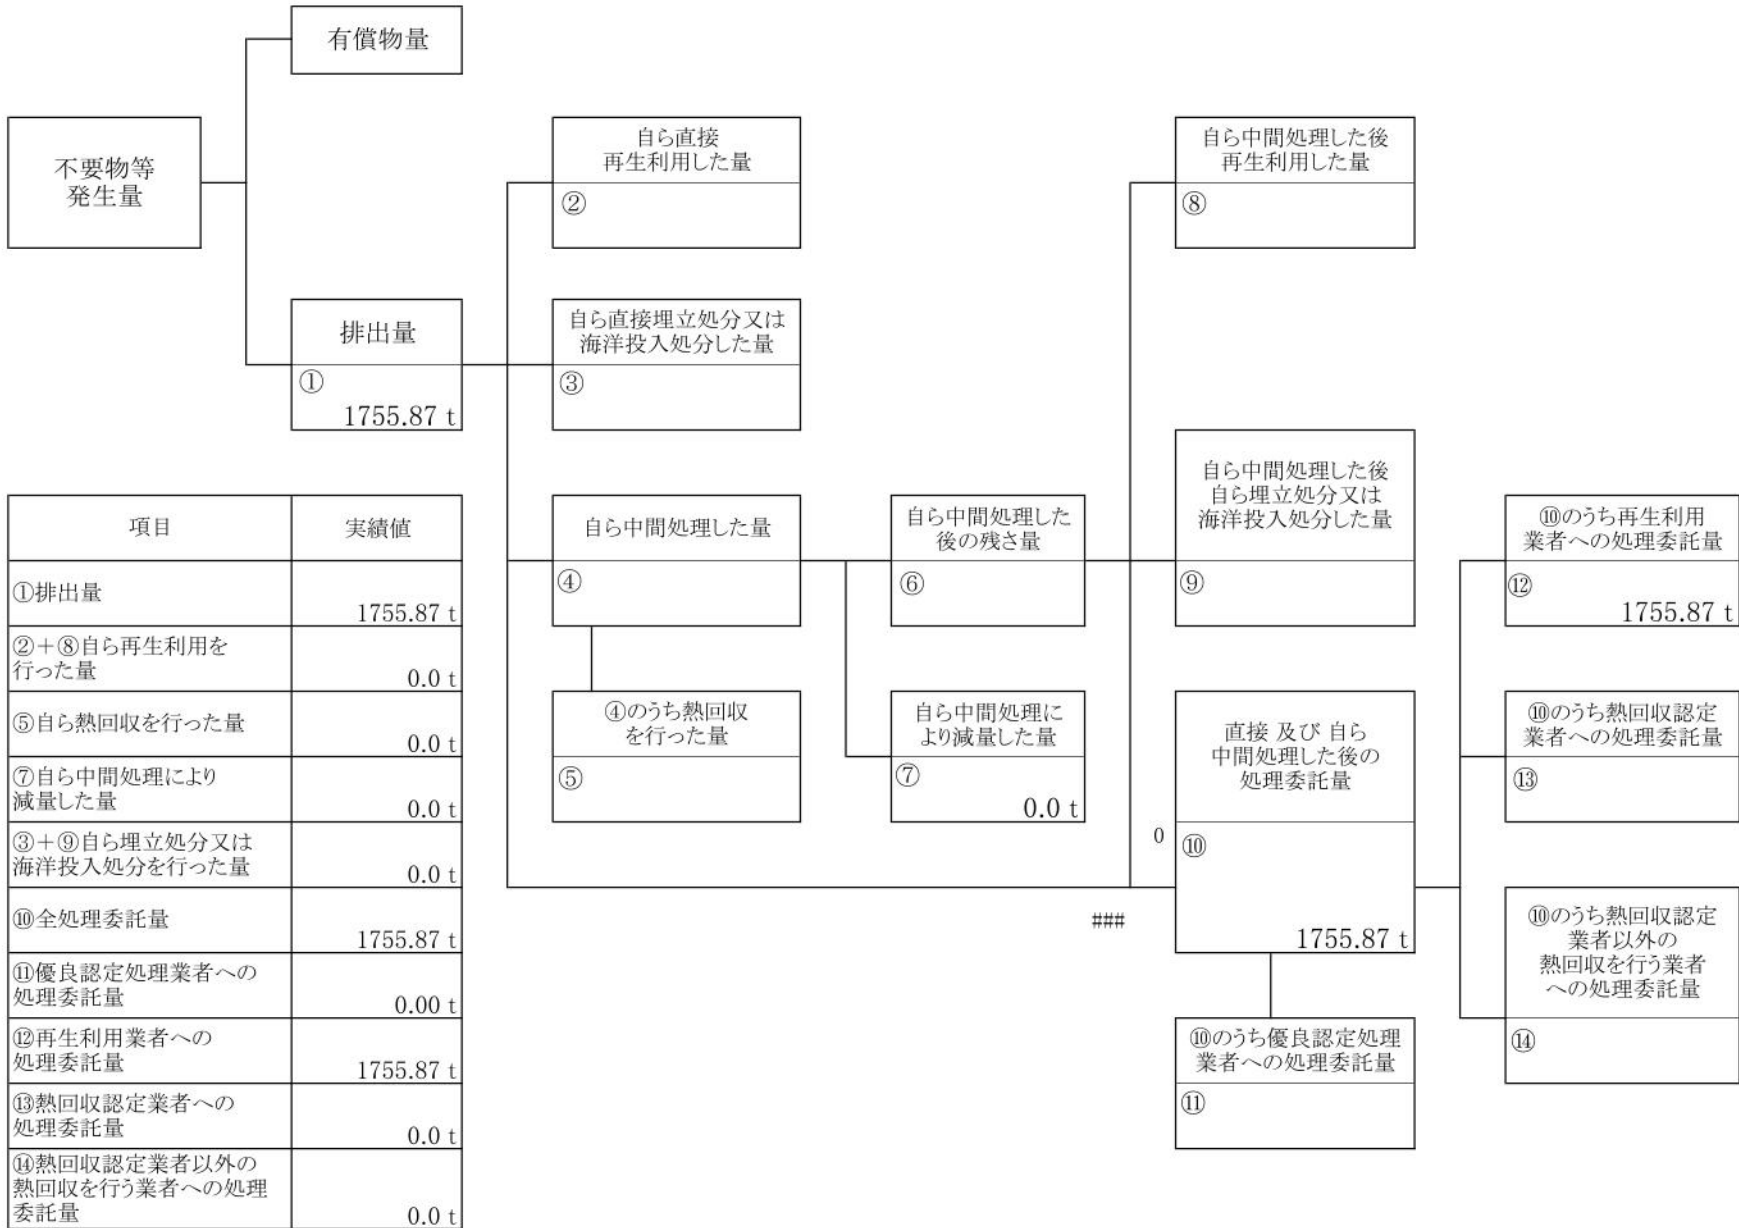 有償物量
不要物等
発生量
自ら直接
再生利用した量
②
自ら中間処理した後
再生利用した量
⑧
排出量
①
1755.87 t
自ら直接埋立処分又は
海洋投入処分した量
③
自ら中間処理した量
④
自ら中間処理した
後の残さ量
⑥
自ら中間処理した後
自ら埋立処分又は
海洋投入処分した量
⑨
⑩のうち再生利用
業者への処理委託量
⑫
1755.87 t
④のうち熱回収
を行った量
⑤
自ら中間処理に
より減量した量
⑦
0.0 t
直接 及び 自ら
中間処理した後の
処理委託量
0
⑩
1755.87 t
###
⑩のうち熱回収認定
業者への処理委託量
⑬
⑩のうち熱回収認定
業者以外の
熱回収を行う業者
への処理委託量
⑭
⑩のうち優良認定処理
業者への処理委託量
⑪
項目 実績値
①排出量
1755.87 t
②＋⑧自ら再生利用を
行った量
0.0 t
⑤自ら熱回収を行った量
0.0 t
⑦自ら中間処理により
減量した量
0.0 t
③＋⑨自ら埋立処分又は
海洋投入処分を行った量
0.0 t
⑩全処理委託量
1755.87 t
⑪優良認定処理業者への
処理委託量
0.00 t
⑫再生利用業者への
処理委託量
1755.87 t
⑬熱回収認定業者への
処理委託量
0.0 t
⑭熱回収認定業者以外の
熱回収を行う業者への処理
委託量
0.0 t